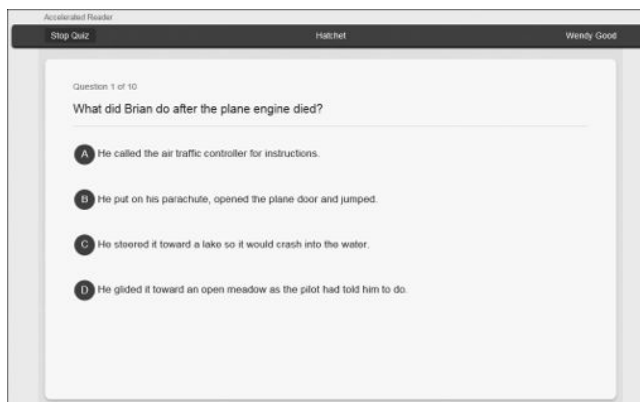 Accelerated Reader
Stop Quiz Hatchet Wendy Good
Question 1 of 10
What did Brian do after the plane engine died?
A He called the air traffic controller for instructions.
B He put on his parachute, opened the plane door and jumped.
C He steered it toward a lake so it would crash into the water.
D He glided it toward an open meadow as the pilot had told him to do.